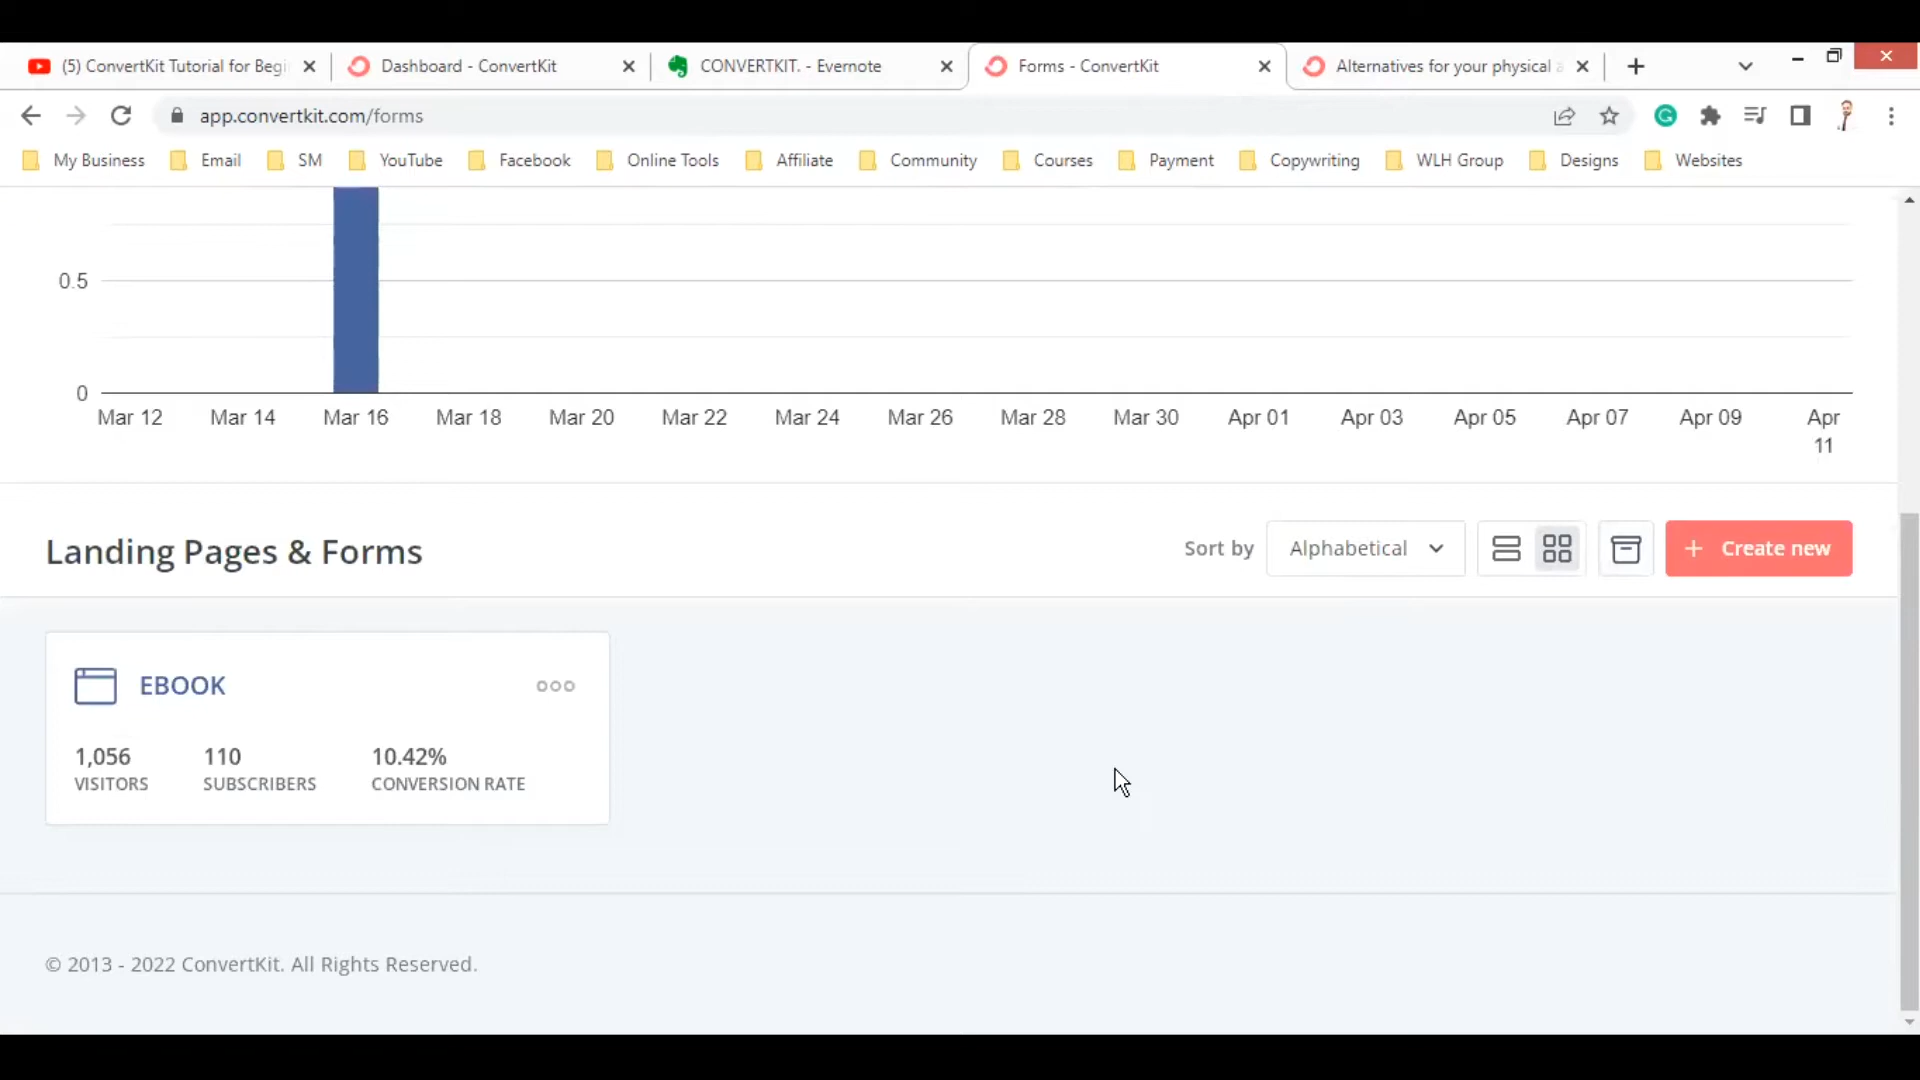 (5) ConvertKit Tutorial for Begi
Dashboard - ConvertKit
CONVERTKIT. - Evernote
Forms - ConvertKit
Alternatives for your physical a
app.convertkit.com/forms
My Business
Email
SM
YouTube
Facebook
Online Tools
Affiliate
Community
Courses
Payment
Copywriting
WLH Group
Designs
Websites
0.5
0
Mar 12
Mar 14
Mar 16
Mar 18
Mar 20
Mar 22
Mar 24
Mar 26
Mar 28
Mar 30
Apr 01
Apr 03
Apr 05
Apr 07
Apr 09
Apr
11
Landing Pages & Forms
Sort by
Alphabetical
+ Create new
EBOOK
1,056
110
10.42%
VISITORS
SUBSCRIBERS
CONVERSION RATE
© 2013 - 2022 ConvertKit. All Rights Reserved.